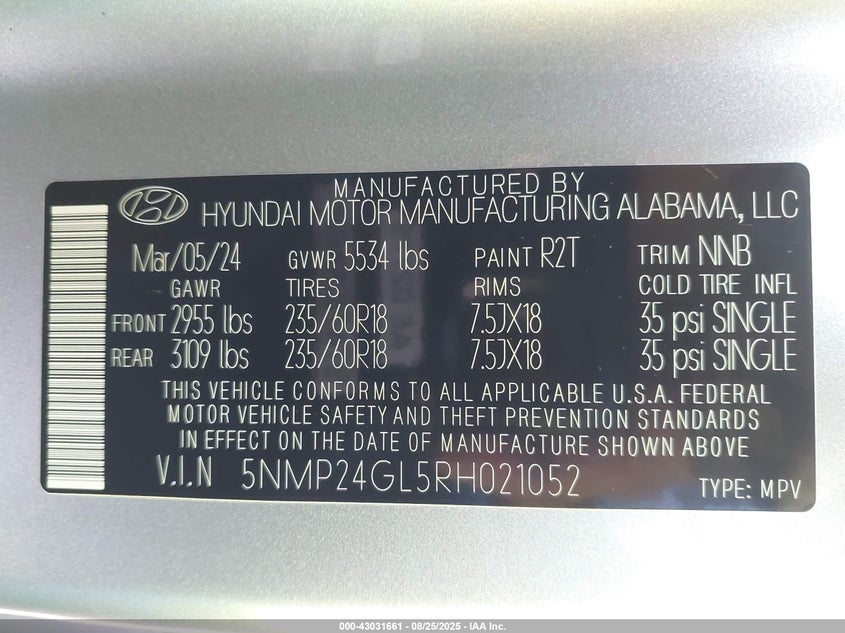 MANUFACTURED BY
HYUNDAI MOTOR MANUFACTURING ALABAMA, LLC
Mar/05/24 GVWR 5534 lbs PAINT R2T TRIM NNB
GAWR TIRES RIMS COLD TIRE INFL
FRONT 2955 lbs 235/60R18 7.5JX18 35 psi SINGLE
REAR 3109 lbs 235/60R18 7.5JX18 35 psi SINGLE
THIS VEHICLE CONFORMS TO ALL APPLICABLE U.S.A. FEDERAL
MOTOR VEHICLE SAFETY AND THEFT PREVENTION STANDARDS
IN EFFECT ON THE DATE OF MANUFACTURE SHOWN ABOVE
V.I.N 5NMP24GL5RH021052 TYPE: MPV
000-43031661 - 08/25/2025 - IAA Inc.